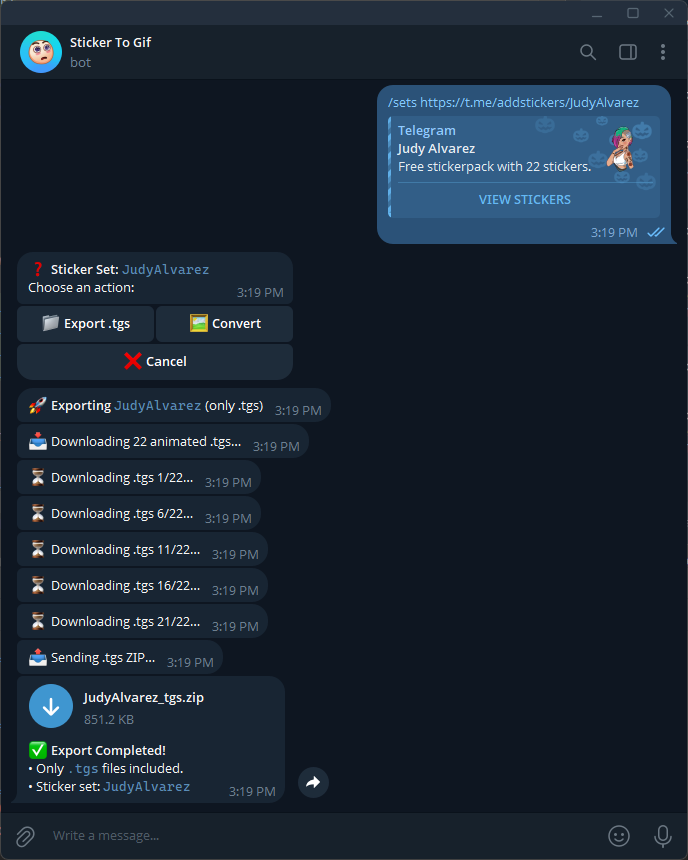 Sticker To Gif
bot
/sets https://t.me/addstickers/JudyAlvarez
Telegram
Judy Alvarez
Free stickerpack with 22 stickers.
VIEW STICKERS
3:19 PM
❓ Sticker Set: JudyAlvarez
Choose an action:
3:19 PM
Export .tgs
Convert
Cancel
Exporting JudyAlvarez (only .tgs) 3:19 PM
Downloading 22 animated .tgs... 3:19 PM
Downloading .tgs 1/22... 3:19 PM
Downloading .tgs 6/22... 3:19 PM
Downloading .tgs 11/22... 3:19 PM
Downloading .tgs 16/22... 3:19 PM
Downloading .tgs 21/22... 3:19 PM
Sending .tgs ZIP... 3:19 PM
JudyAlvarez_tgs.zip
851.2 KB
Export Completed!
• Only .tgs files included.
• Sticker set: JudyAlvarez
3:19 PM
Write a message...